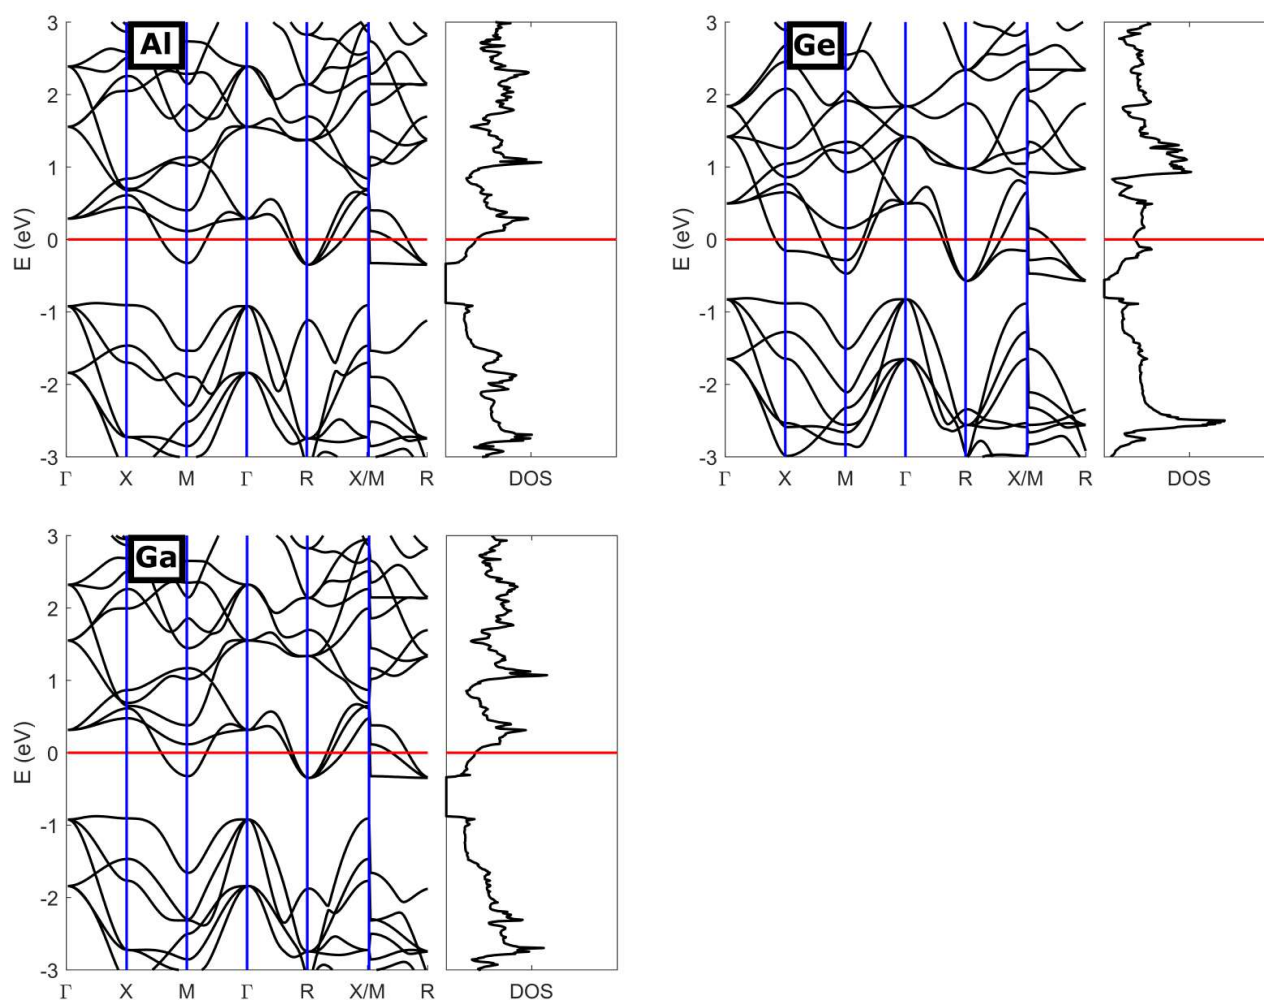 Al
3
2
1
0
-1
-2
-3
E (eV)
Γ X M Γ R X/M R
DOS
Ge
3
2
1
0
-1
-2
-3
E (eV)
Γ X M Γ R X/M R
DOS
Ga
3
2
1
0
-1
-2
-3
E (eV)
Γ X M Γ R X/M R
DOS